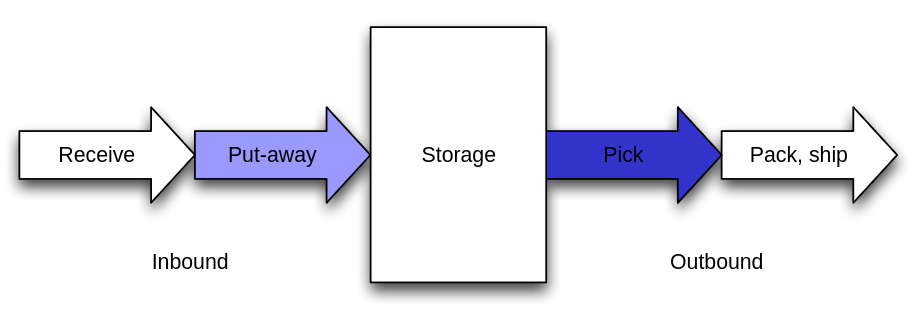 Receive
Put-away
Storage
Pick
Pack, ship
Inbound
Outbound